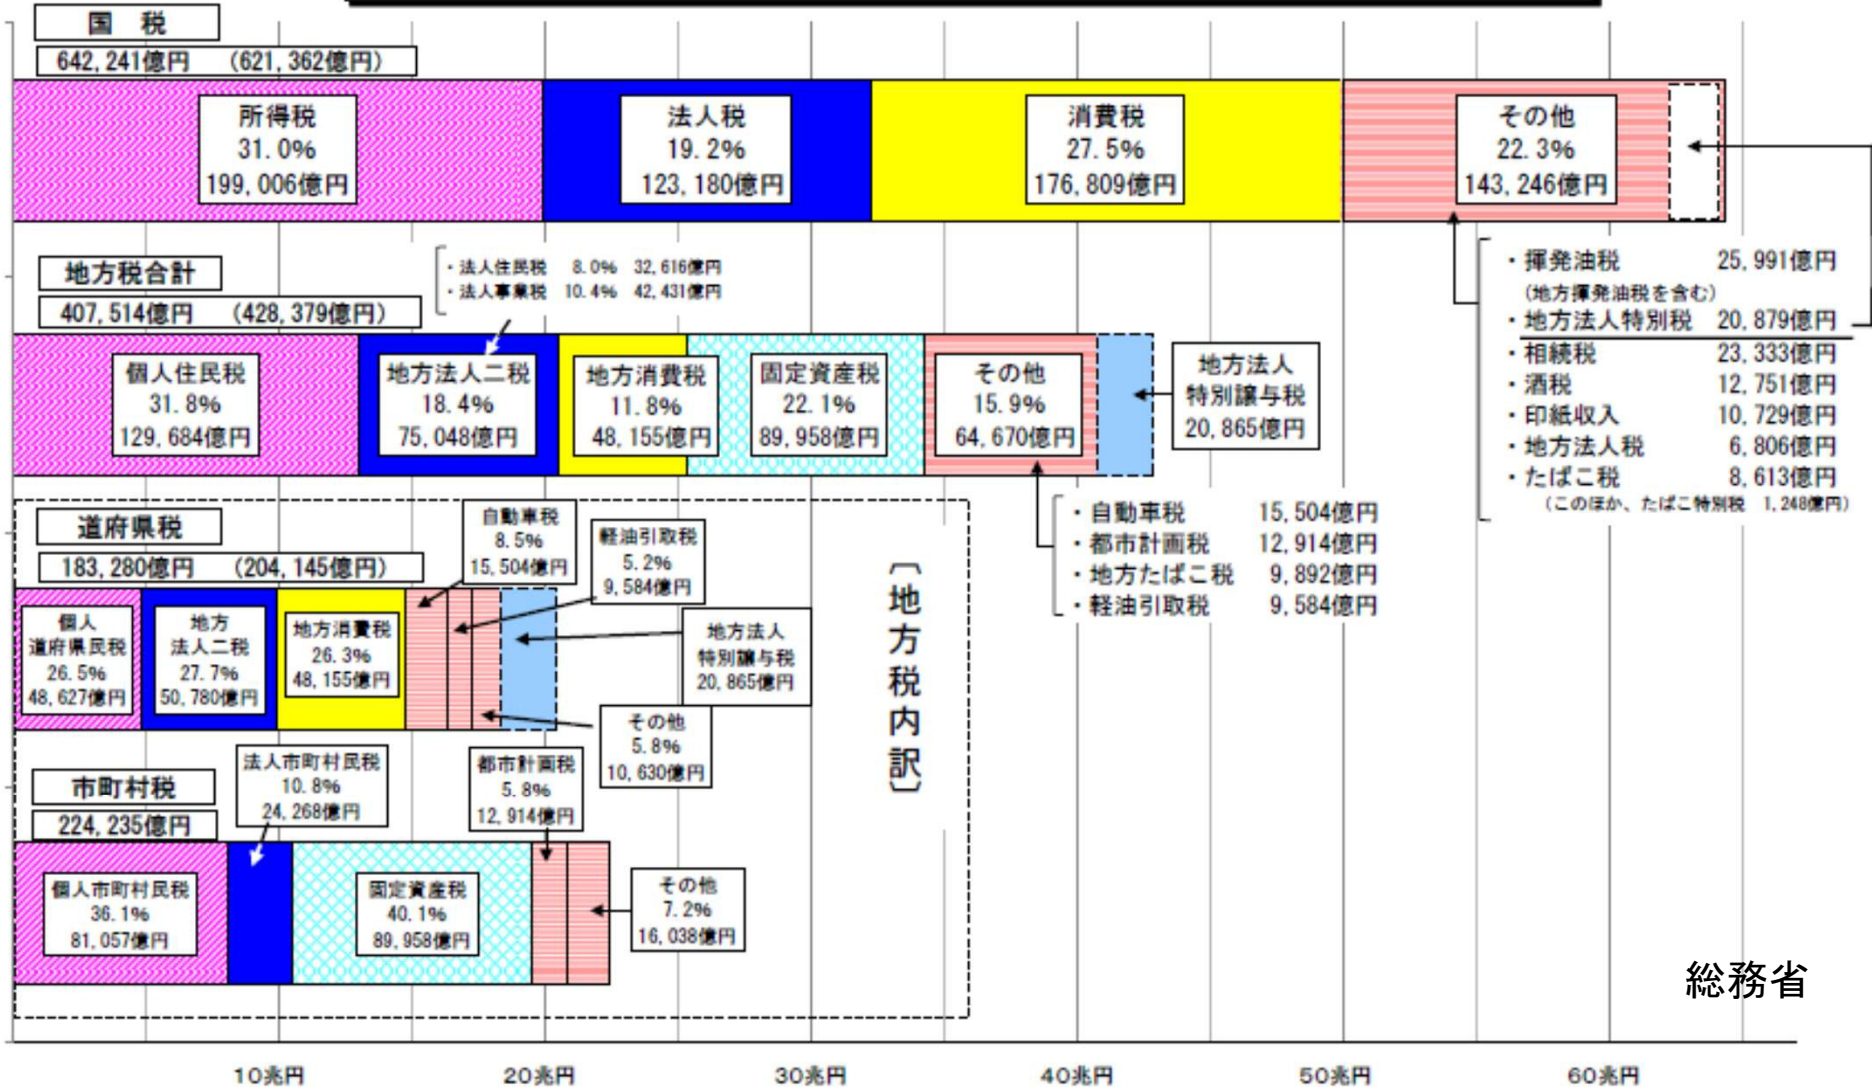 国 税
642,241億円 (621,362億円)
所得税
31.0%
199,006億円
法人税
19.2%
123,180億円
消費税
27.5%
176,809億円
その他
22.3%
143,246億円
・揮発油税 25,991億円
(地方揮発油税を含む)
・地方法人特別税 20,879億円
・相続税 23,333億円
・酒税 12,751億円
・印紙収入 10,729億円
・地方法人税 6,806億円
・たばこ税 8,613億円
(このほか、たばこ特別税 1,248億円)
地方税合計
407,514億円 (428,379億円)
・法人住民税 8.0% 32,616億円
・法人事業税 10.4% 42,431億円
個人住民税
31.8%
129,684億円
地方法人二税
18.4%
75,048億円
地方消費税
11.8%
48,155億円
固定資産税
22.1%
89,958億円
その他
15.9%
64,670億円
地方法人
特別譲与税
20,865億円
・自動車税 15,504億円
・都市計画税 12,914億円
・地方たばこ税 9,892億円
・軽油引取税 9,584億円
道府県税
183,280億円 (204,145億円)
個人
道府県民税
26.5%
48,627億円
地方
法人二税
27.7%
50,780億円
地方消費税
26.3%
48,155億円
自動車税
8.5%
15,504億円
軽油引取税
5.2%
9,584億円
地方法人
特別譲与税
20,865億円
その他
5.8%
10,630億円
〔地方税内訳〕
市町村税
224,235億円
個人市町村民税
36.1%
81,057億円
法人市町村民税
10.8%
24,268億円
固定資産税
40.1%
89,958億円
都市計画税
5.8%
12,914億円
その他
7.2%
16,038億円
総務省
10兆円 20兆円 30兆円 40兆円 50兆円 60兆円